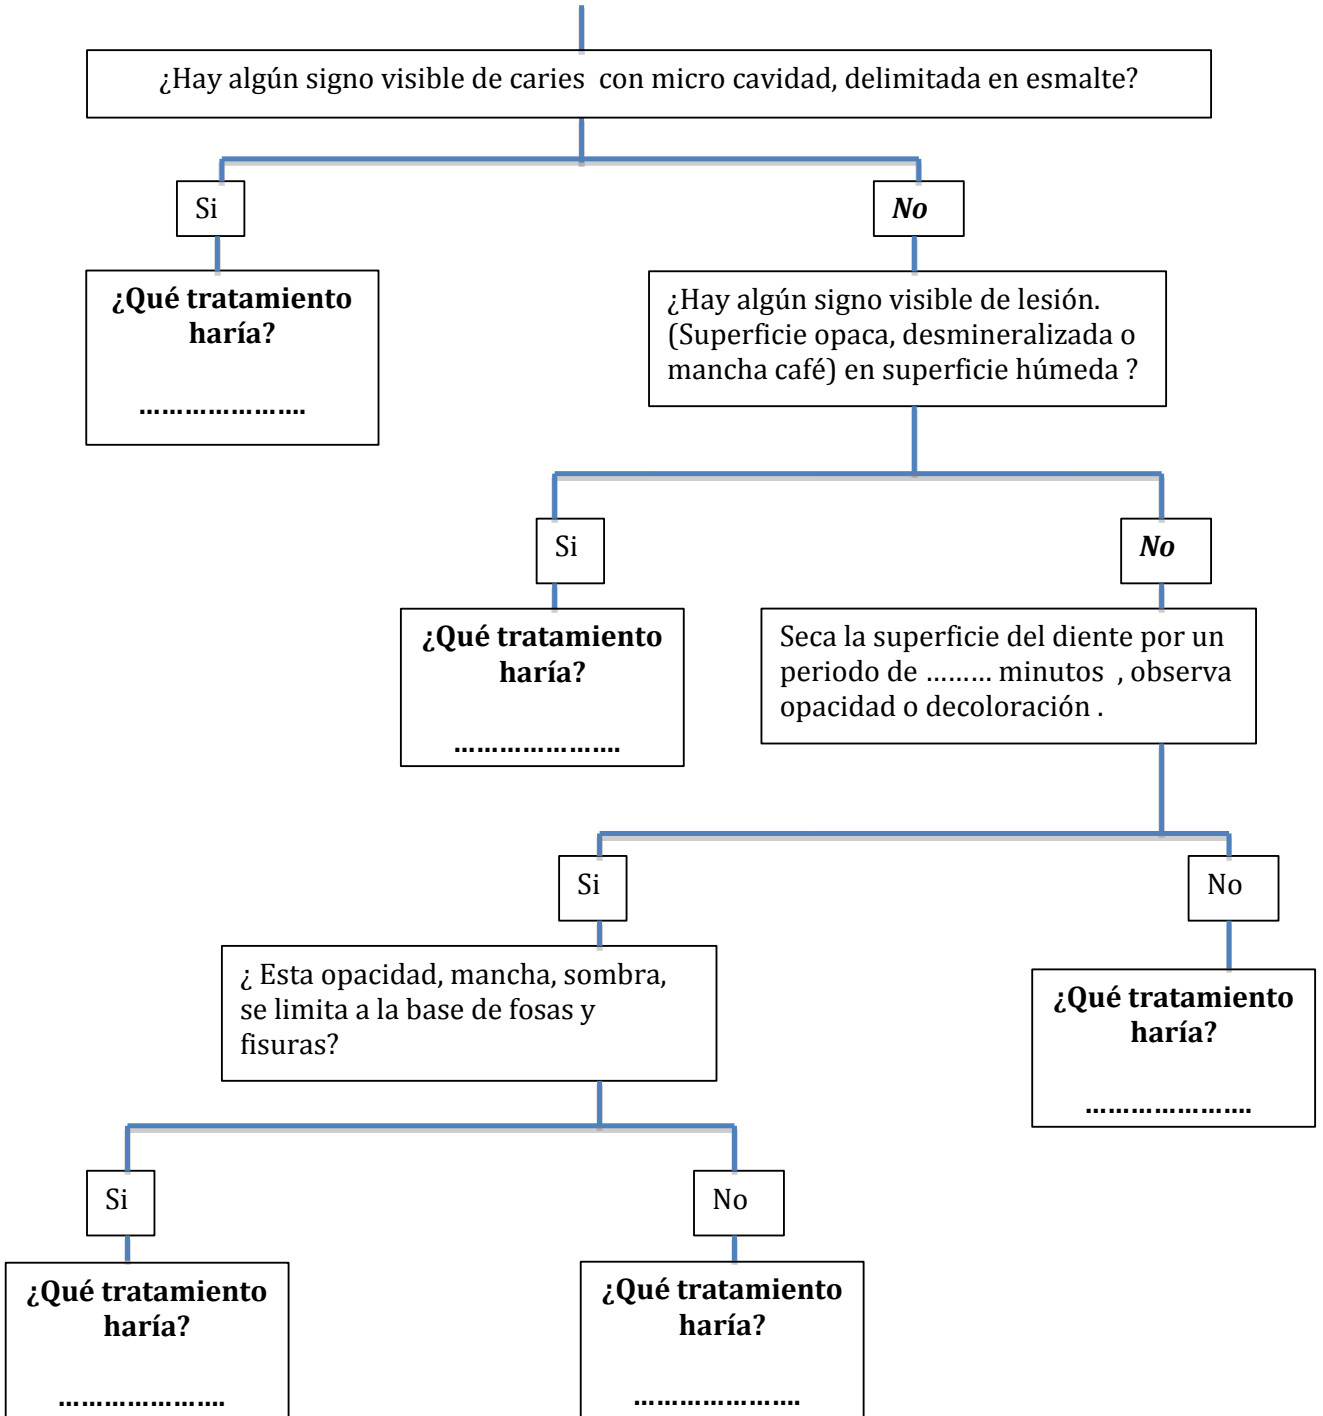 ¿Hay algún signo visible de caries con micro cavidad, delimitada en esmalte?
Si
No
¿Qué tratamiento
haría?
………………….
¿Hay algún signo visible de lesión.
(Superficie opaca, desmineralizada o
mancha café) en superficie húmeda ?
Si
No
¿Qué tratamiento
haría?
………………….
Seca la superficie del diente por un
periodo de ……… minutos , observa
opacidad o decoloración .
Si
No
¿ Esta opacidad, mancha, sombra,
se limita a la base de fosas y
fisuras?
¿Qué tratamiento
haría?
………………….
Si
No
¿Qué tratamiento
haría?
………………….
¿Qué tratamiento
haría?
………………….